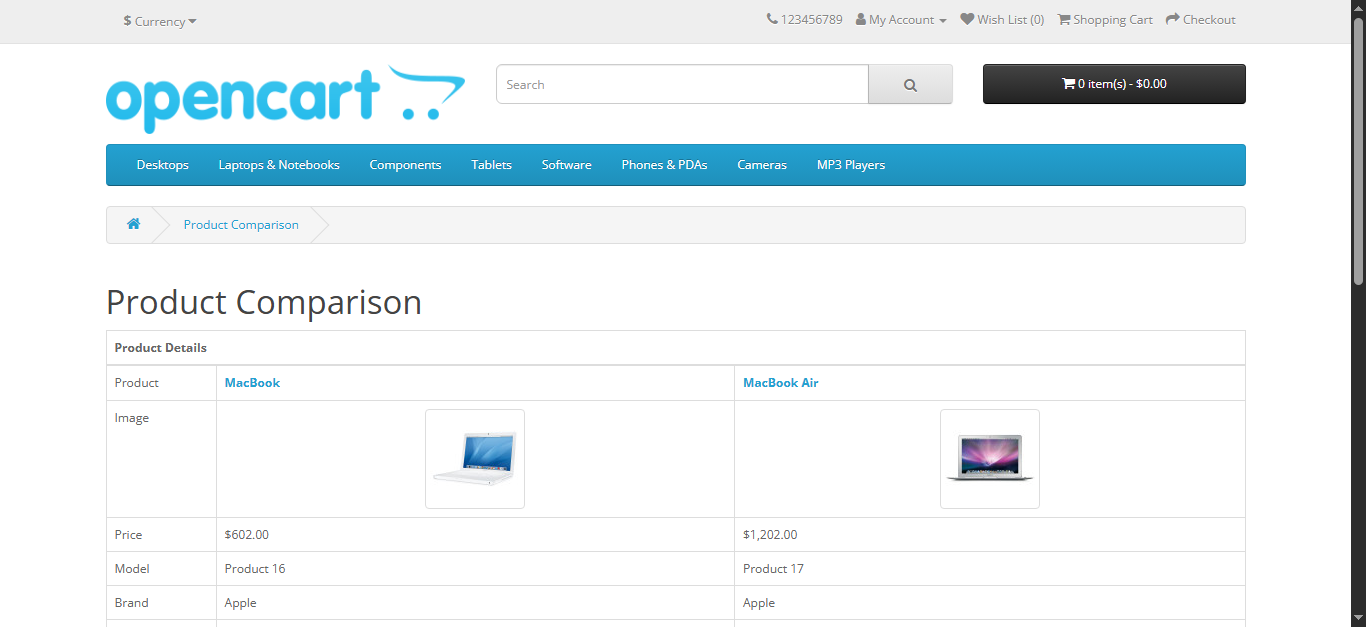 $ Currency
123456789 My Account Wish List (0) Shopping Cart Checkout
opencart
Search
0 item(s) - $0.00
Desktops Laptops & Notebooks Components Tablets Software Phones & PDAs Cameras MP3 Players
Product Comparison
Product Comparison
Product Details
Product MacBook MacBook Air
Image
Price $602.00 $1,202.00
Model Product 16 Product 17
Brand Apple Apple